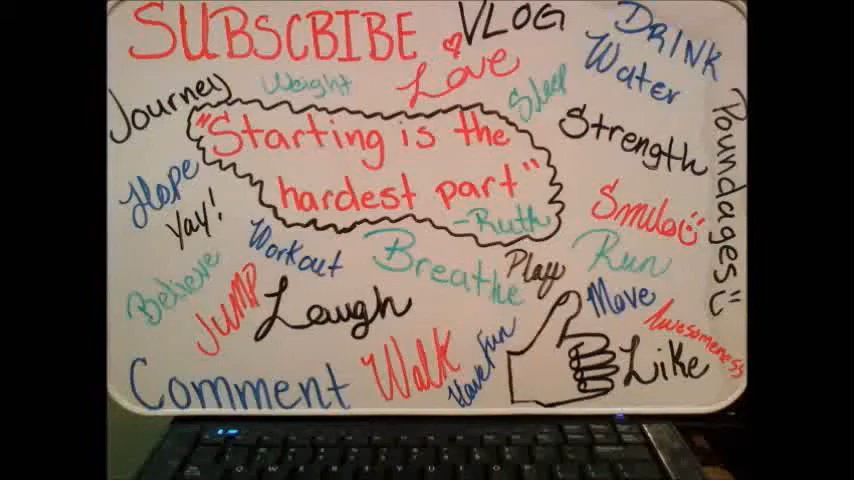 SUBSCBIBE
VLOG
DRINK
Water
Journey
Weight
Love
Sleep
Strength
Poundages
"Starting is the
hardest part"
-Ruth
Hope
Yay!
Smile
Workout
Breathe
Play
Run
Believe
JUMP
Laugh
Move
Awesomeness
Comment
Walk
Have Fun
Like
Q W E R T Y U I O P